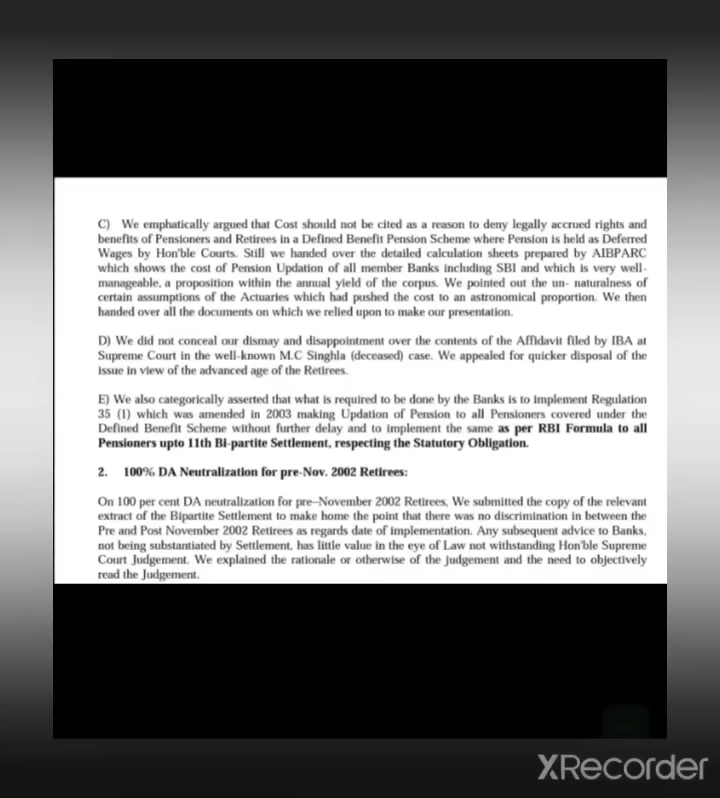 C) We emphatically argued that Cost should not be cited as a reason to deny legally accrued rights and
benefits of Pensioners and Retirees in a Defined Benefit Pension Scheme where Pension is held as Deferred
Wages by Hon'ble Courts. Still we handed over the detailed calculation sheets prepared by AIBPARC
which shows the cost of Pension Updation of all member Banks including SBI and which is very well-
manageable, a proposition within the annual yield of the corpus. We pointed out the un- naturalness of
certain assumptions of the Actuaries which had pushed the cost to an astronomical proportion. We then
handed over all the documents on which we relied upon to make our presentation.
D) We did not conceal our dismay and disappointment over the contents of the Affidavit filed by IBA at
Supreme Court in the well-known M.C Singhla (deceased) case. We appealed for quicker disposal of the
issue in view of the advanced age of the Retirees.
E) We also categorically asserted that what is required to be done by the Banks is to implement Regulation
35 (1) which was amended in 2003 making Updation of Pension to all Pensioners covered under the
Defined Benefit Scheme without further delay and to implement the same as per RBI Formula to all
Pensioners upto 11th Bi-partite Settlement, respecting the Statutory Obligation.
2. 100% DA Neutralization for pre-Nov. 2002 Retirees:
On 100 per cent DA neutralization for pre–November 2002 Retirees, We submitted the copy of the relevant
extract of the Bipartite Settlement to make home the point that there was no discrimination in between the
Pre and Post November 2002 Retirees as regards date of implementation. Any subsequent advice to Banks,
not being substantiated by Settlement, has little value in the eye of Law not withstanding Hon'ble Supreme
Court Judgement. We explained the rationale or otherwise of the judgement and the need to objectively
read the Judgement.
XRecorder